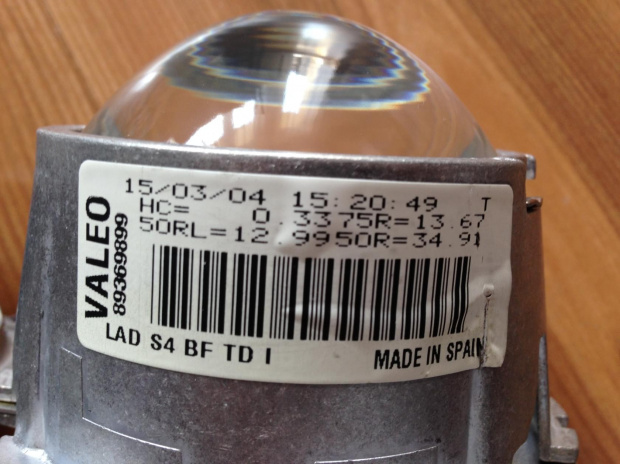 VALEO
89369899
15/03/04 15:20:49 T
HC= 0.3375R=13.67
50RL=12.9950R=34.91
LAD S4 BF TD I
MADE IN SPAIN